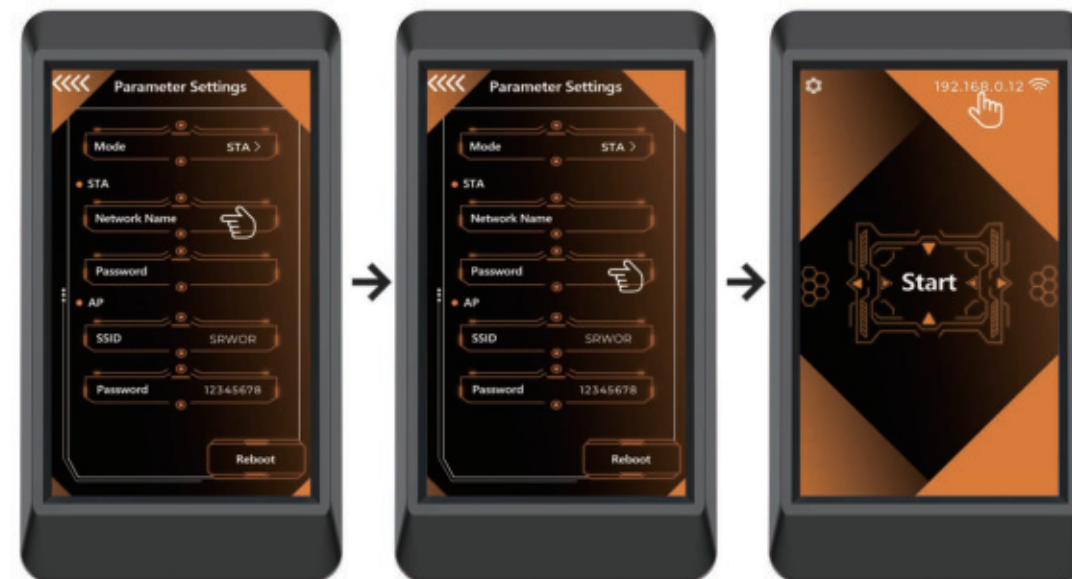 Parameter Settings
Mode STA >
STA
Network Name
Password
AP
SSID SRWOR
Password 12345678
Reboot
Parameter Settings
Mode STA >
STA
Network Name
Password
AP
SSID SRWOR
Password 12345678
Reboot
192.168.0.12
Start